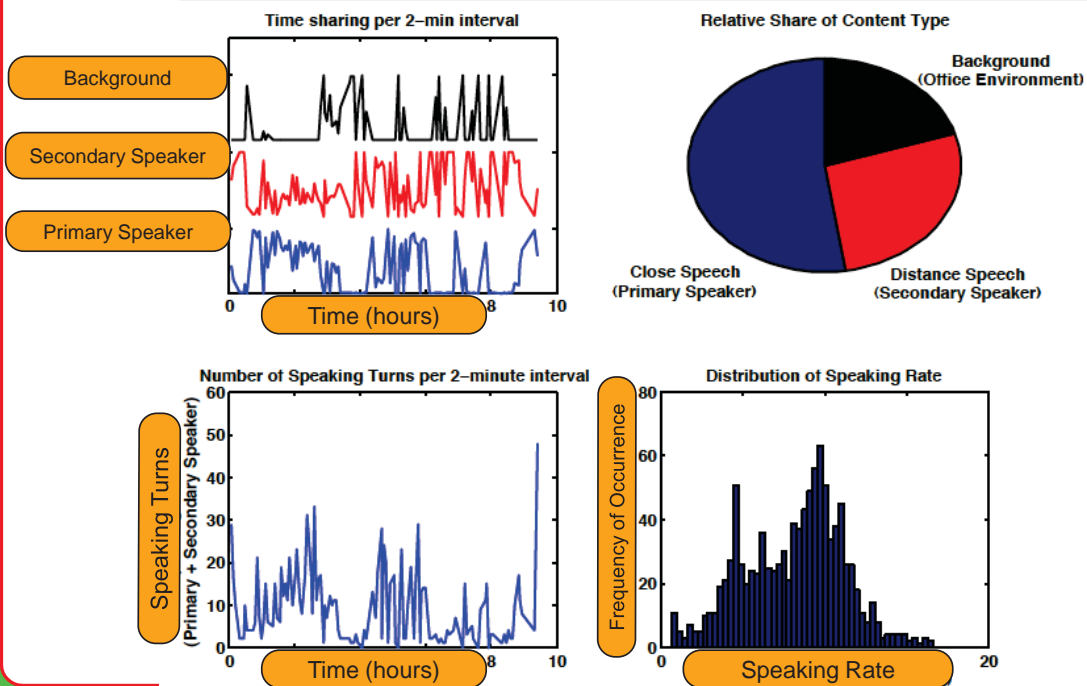 Time sharing per 2–min interval
Background
Secondary Speaker
Primary Speaker
0
8
10
Time (hours)
Relative Share of Content Type
Background
(Office Environment)
Close Speech
(Primary Speaker)
Distance Speech
(Secondary Speaker)
Number of Speaking Turns per 2–minute interval
Speaking Turns
(Primary + Secondary Speaker)
60
50
40
30
20
10
0
0
8
10
Time (hours)
Distribution of Speaking Rate
Frequency of Occurrence
80
60
40
20
0
0
20
Speaking Rate